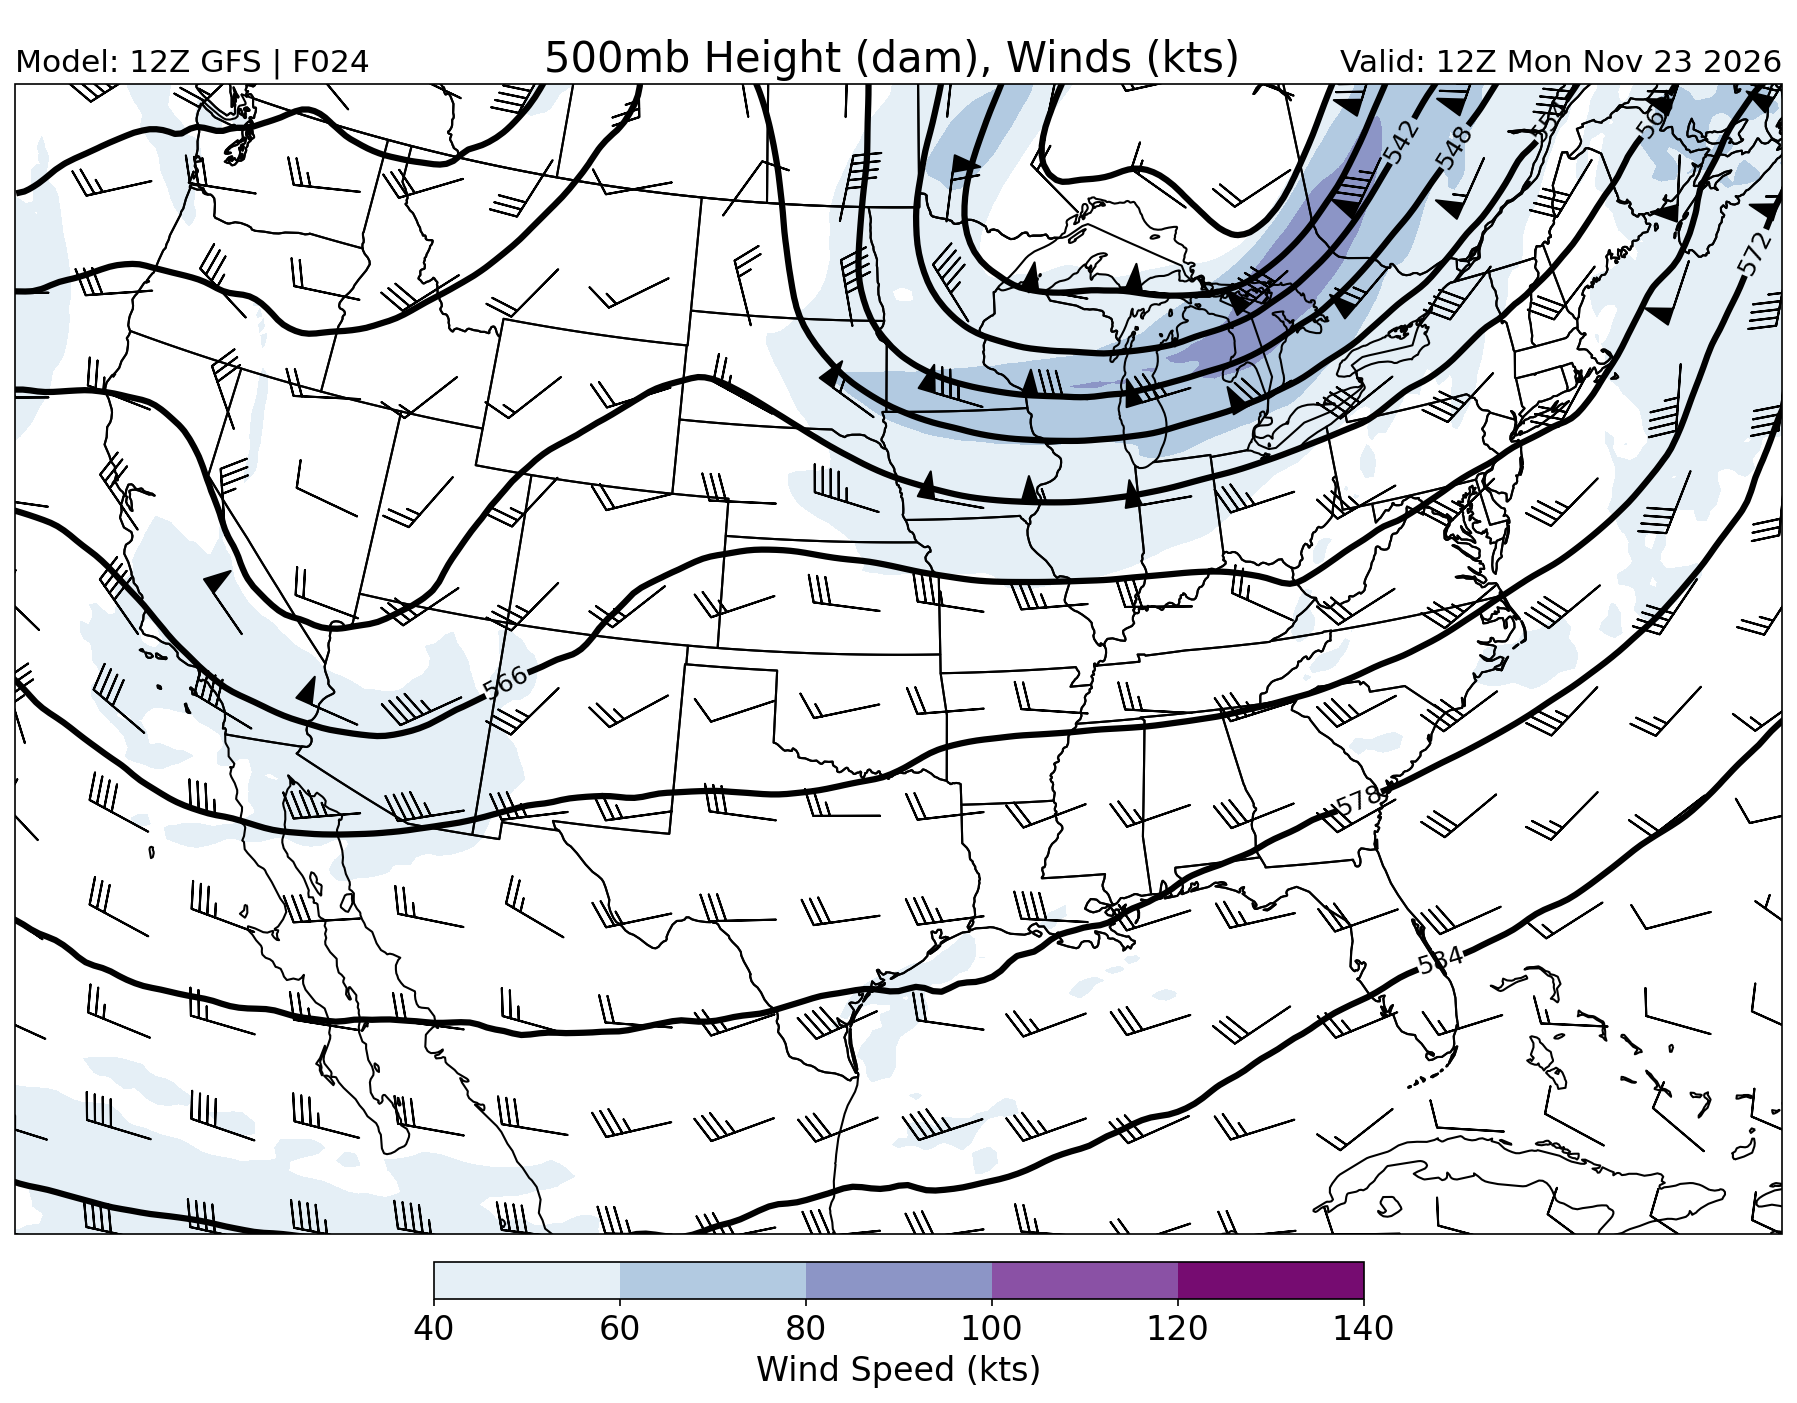 Model: 12Z GFS | F024
500mb Height (dam), Winds (kts)
Valid: 12Z Mon Nov 23 2026
542
548
572
566
578
584
40 60 80 100 120 140
Wind Speed (kts)